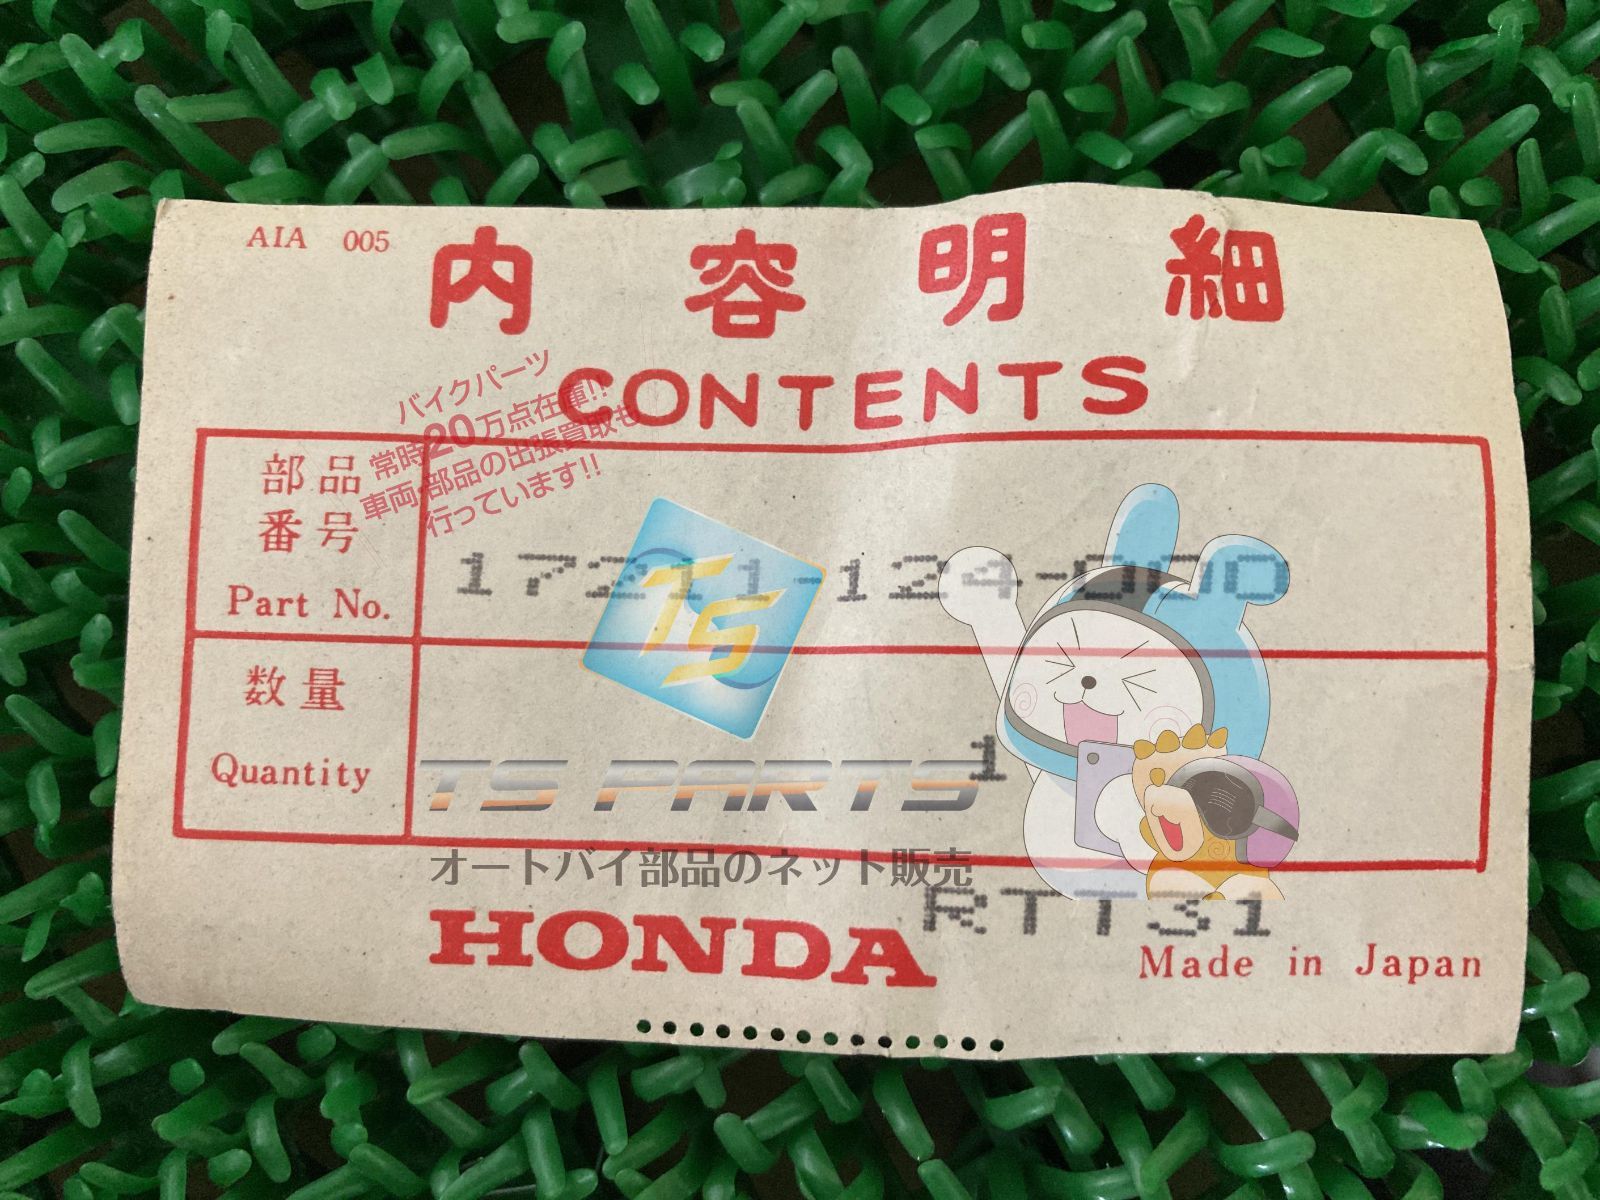 AIA 005
内容明細
CONTENTS
バイクパーツ
常時20万点在庫!!
車両・部品の出張買取も
行っています!!
部品
番号
Part No.
17211-124-000
TS
数量
Quantity
1
TS PARTS
オートバイ部品のネット販売
RTT31
HONDA
Made in Japan